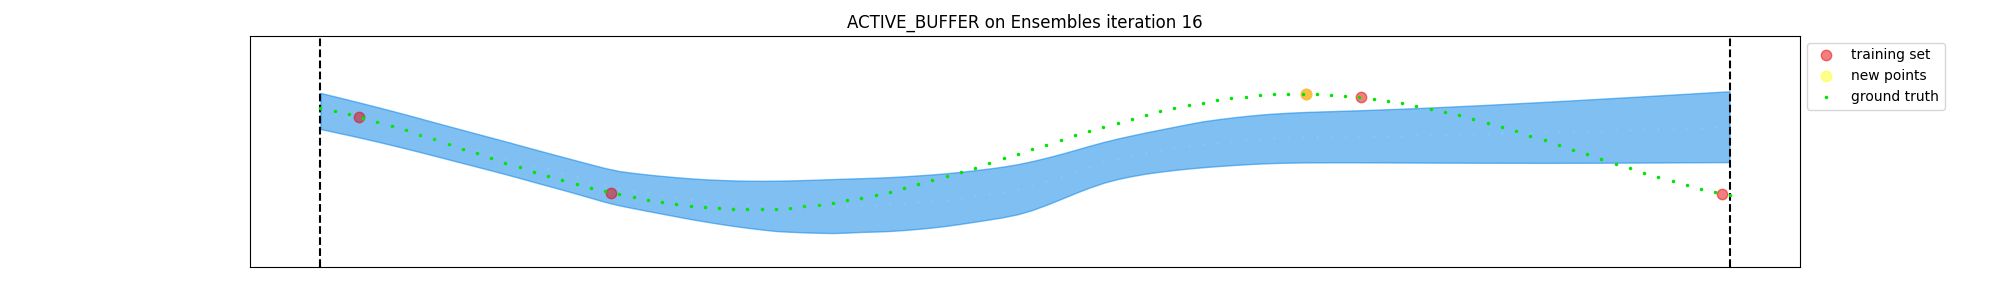 ACTIVE_BUFFER on Ensembles iteration 16
training set
new points
ground truth